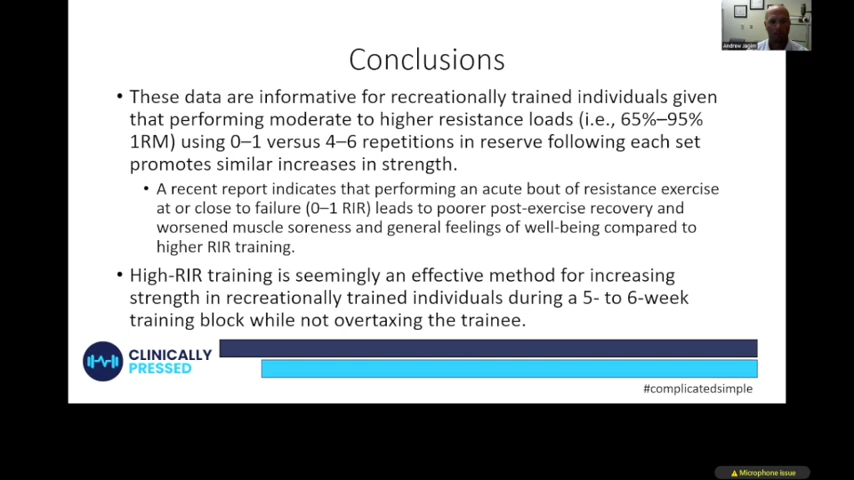 Andrew Jagim
Conclusions
• These data are informative for recreationally trained individuals given
that performing moderate to higher resistance loads (i.e., 65%–95%
1RM) using 0–1 versus 4–6 repetitions in reserve following each set
promotes similar increases in strength.
• A recent report indicates that performing an acute bout of resistance exercise
at or close to failure (0–1 RIR) leads to poorer post-exercise recovery and
worsened muscle soreness and general feelings of well-being compared to
higher RIR training.
• High-RIR training is seemingly an effective method for increasing
strength in recreationally trained individuals during a 5- to 6-week
training block while not overtaxing the trainee.
CLINICALLY
PRESSED
#complicatedsimple
Microphone issue